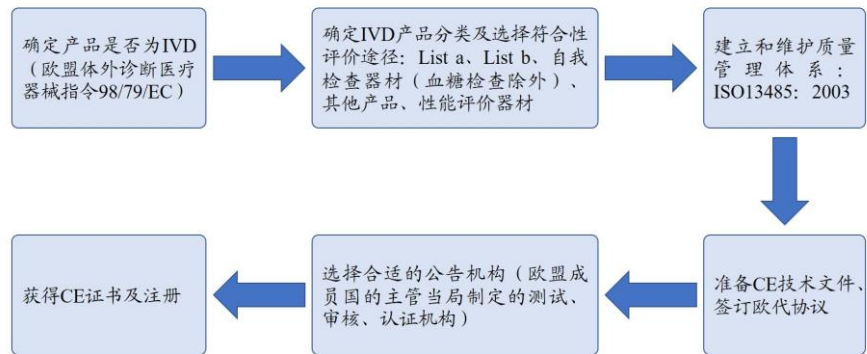 确定产品是否为IVD
（欧盟体外诊断医疗
器械指令98/79/EC）
确定IVD产品分类及选择符合性
评价途径：List a、List b、自我
检查器材（血糖检查除外）、
其他产品、性能评价器材
建立和维护质量
管理体系：
ISO13485：2003
准备CE技术文件、
签订欧代协议
选择合适的公告机构（欧盟成
员国的主管当局制定的测试、
审核、认证机构）
获得CE证书及注册